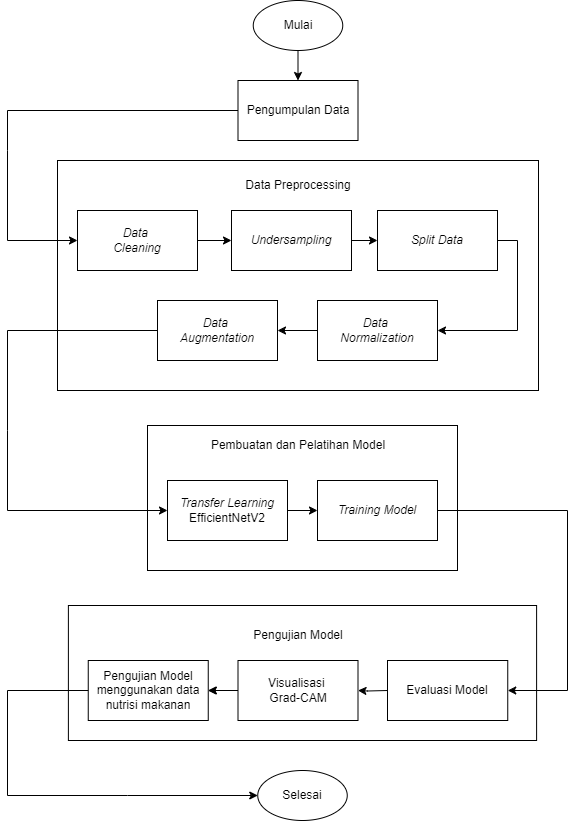 Mulai
Pengumpulan Data
Data Preprocessing
Data
Cleaning
Undersampling
Split Data
Data
Normalization
Data
Augmentation
Pembuatan dan Pelatihan Model
Transfer Learning
EfficientNetV2
Training Model
Pengujian Model
Evaluasi Model
Visualisasi
Grad-CAM
Pengujian Model
menggunakan data
nutrisi makanan
Selesai